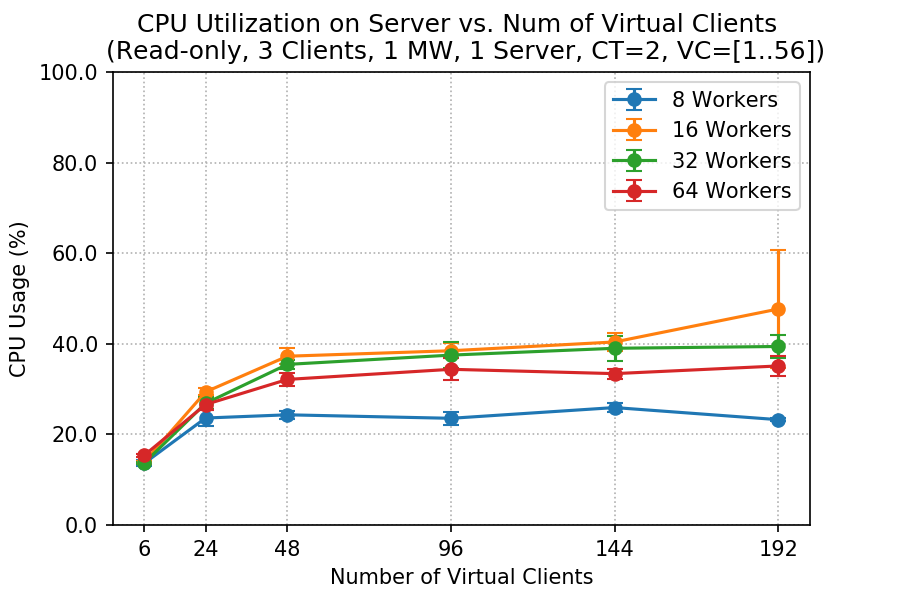 CPU Utilization on Server vs. Num of Virtual Clients
(Read-only, 3 Clients, 1 MW, 1 Server, CT=2, VC=[1..56])
100.0
80.0
60.0
40.0
20.0
0.0
CPU Usage (%)
8 Workers
16 Workers
32 Workers
64 Workers
6 24 48 96 144 192
Number of Virtual Clients